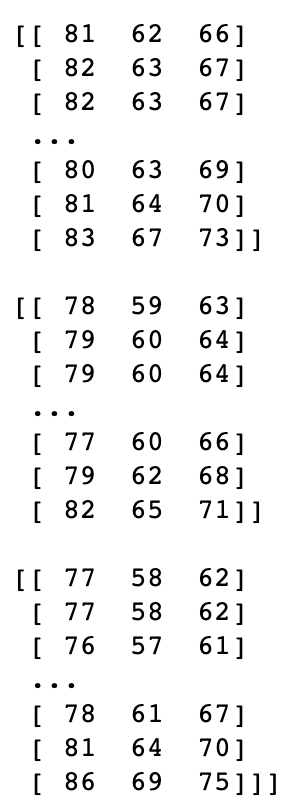 [[ 81 62 66]
[ 82 63 67]
[ 82 63 67]
...
[ 80 63 69]
[ 81 64 70]
[ 83 67 73]]
[[ 78 59 63]
[ 79 60 64]
[ 79 60 64]
...
[ 77 60 66]
[ 79 62 68]
[ 82 65 71]]
[[ 77 58 62]
[ 77 58 62]
[ 76 57 61]
...
[ 78 61 67]
[ 81 64 70]
[ 86 69 75]]]